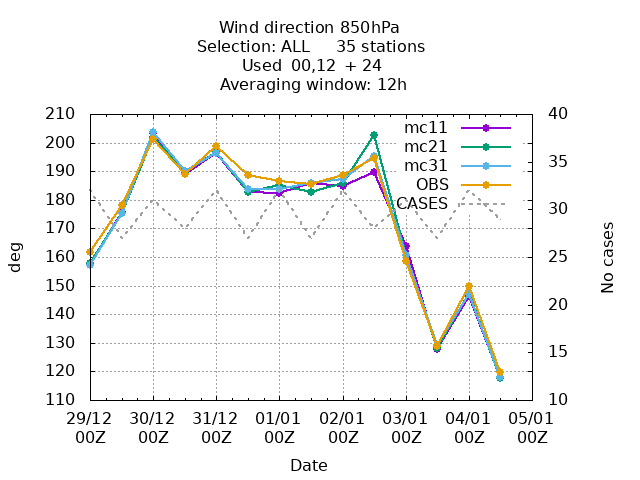 Wind direction 850hPa
Selection: ALL 35 stations
Used 00,12 + 24
Averaging window: 12h
210
200
190
180
170
160
150
140
130
120
110
40
35
30
25
20
15
10
deg
No cases
mc11
mc21
mc31
OBS
CASES
29/12 30/12 31/12 01/01 02/01 03/01 04/01 05/01
00Z 00Z 00Z 00Z 00Z 00Z 00Z 00Z
Date